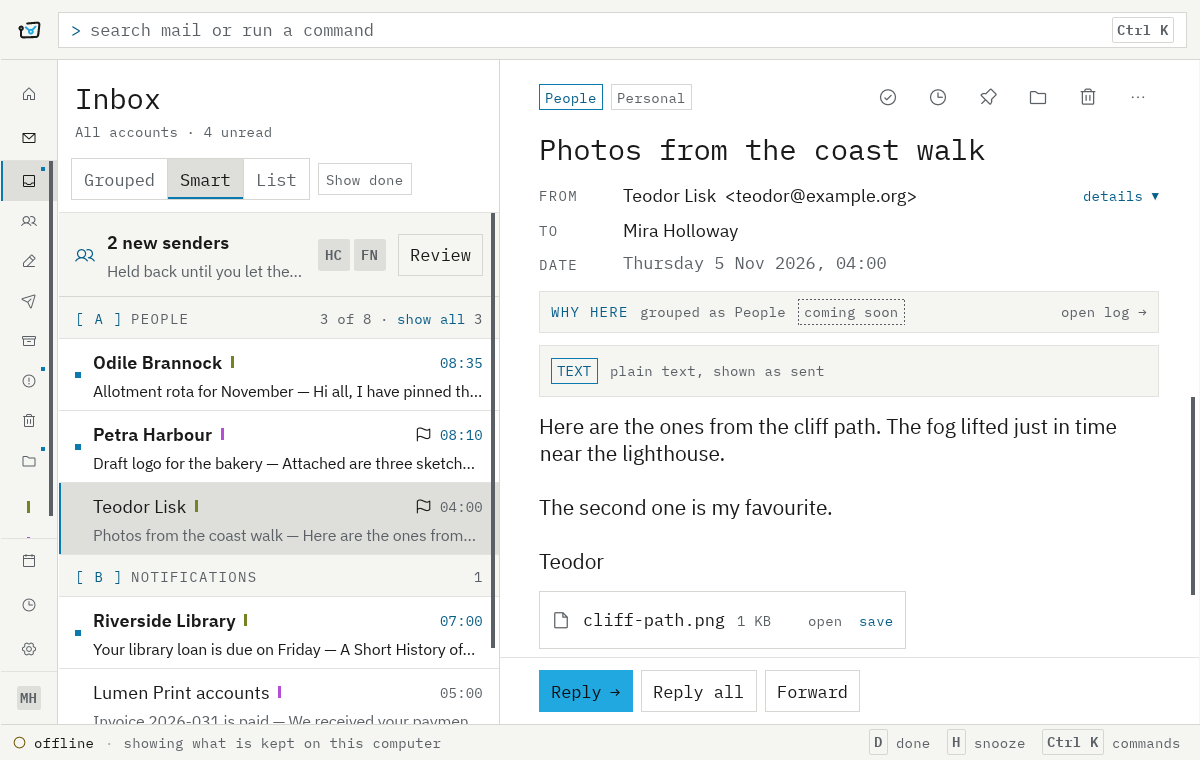 > search mail or run a command
Ctrl K
Inbox
All accounts · 4 unread
Grouped Smart List Show done
2 new senders
Held back until you let the...
HC FN Review
[ A ] PEOPLE 3 of 8 · show all 3
Odile Brannock 08:35
Allotment rota for November — Hi all, I have pinned th...
Petra Harbour 08:10
Draft logo for the bakery — Attached are three sketch...
Teodor Lisk 04:00
Photos from the coast walk — Here are the ones from...
[ B ] NOTIFICATIONS 1
Riverside Library 07:00
Your library loan is due on Friday — A Short History of...
Lumen Print accounts 05:00
Invoice 2026-031 is paid — We received your paymen
MH
People Personal
Photos from the coast walk
FROM Teodor Lisk <teodor@example.org> details ▼
TO Mira Holloway
DATE Thursday 5 Nov 2026, 04:00
WHY HERE grouped as People coming soon open log →
TEXT plain text, shown as sent
Here are the ones from the cliff path. The fog lifted just in time
near the lighthouse.
The second one is my favourite.
Teodor
cliff-path.png 1 KB open save
Reply → Reply all Forward
offline · showing what is kept on this computer
D done H snooze Ctrl K commands